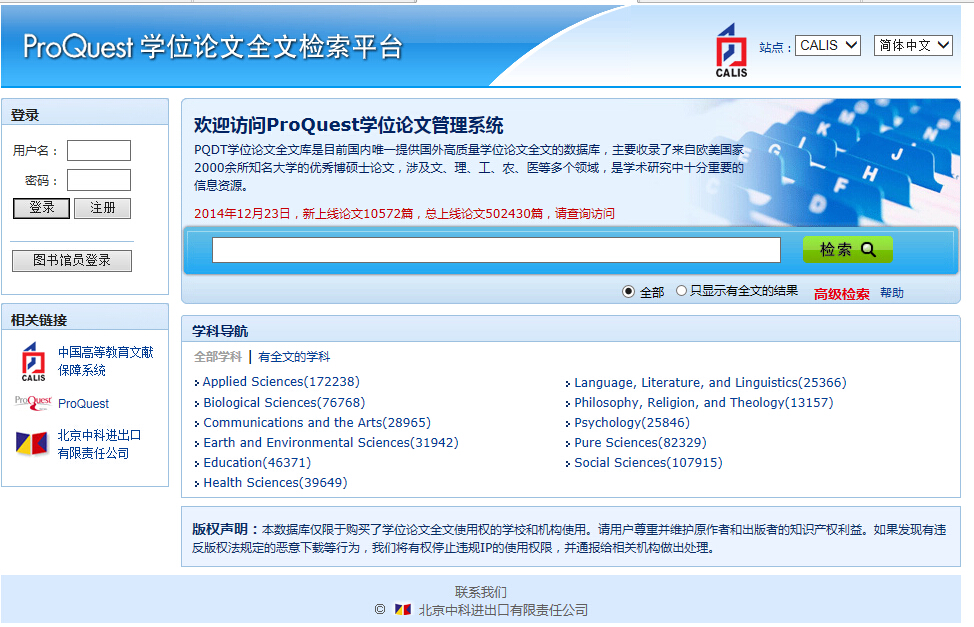 ProQuest 学位论文全文检索平台
CALIS
站点：
CALIS
简体中文
登录
用户名：
密码：
登录 注册
图书馆员登录
相关链接
CALIS
中国高等教育文献
保障系统
ProQuest
ProQuest
北京中科进出口
有限责任公司
欢迎访问ProQuest学位论文管理系统
PQDT学位论文全文库是目前国内唯一提供国外高质量学位论文全文的数据库，主要收录了来自欧美国家
2000余所知名大学的优秀博硕士论文，涉及文、理、工、农、医等多个领域，是学术研究中十分重要的
信息资源。
2014年12月23日，新上线论文10572篇，总上线论文502430篇，请查询访问
G I K M N
J
H
F
D
检索
全部 只显示有全文的结果 高级检索 帮助
学科导航
全部学科 | 有全文的学科
Applied Sciences(172238)
Biological Sciences(76768)
Communications and the Arts(28965)
Earth and Environmental Sciences(31942)
Education(46371)
Health Sciences(39649)
Language, Literature, and Linguistics(25366)
Philosophy, Religion, and Theology(13157)
Psychology(25846)
Pure Sciences(82329)
Social Sciences(107915)
版权声明：本数据库仅限于购买了学位论文全文使用权的学校和机构使用。请用户尊重并维护原作者和出版者的知识产权利益。如果发现有违
反版权法规定的恶意下载等行为，我们将有权停止违规IP的使用权限，并通报给相关机构做出处理。
联系我们
© 北京中科进出口有限责任公司